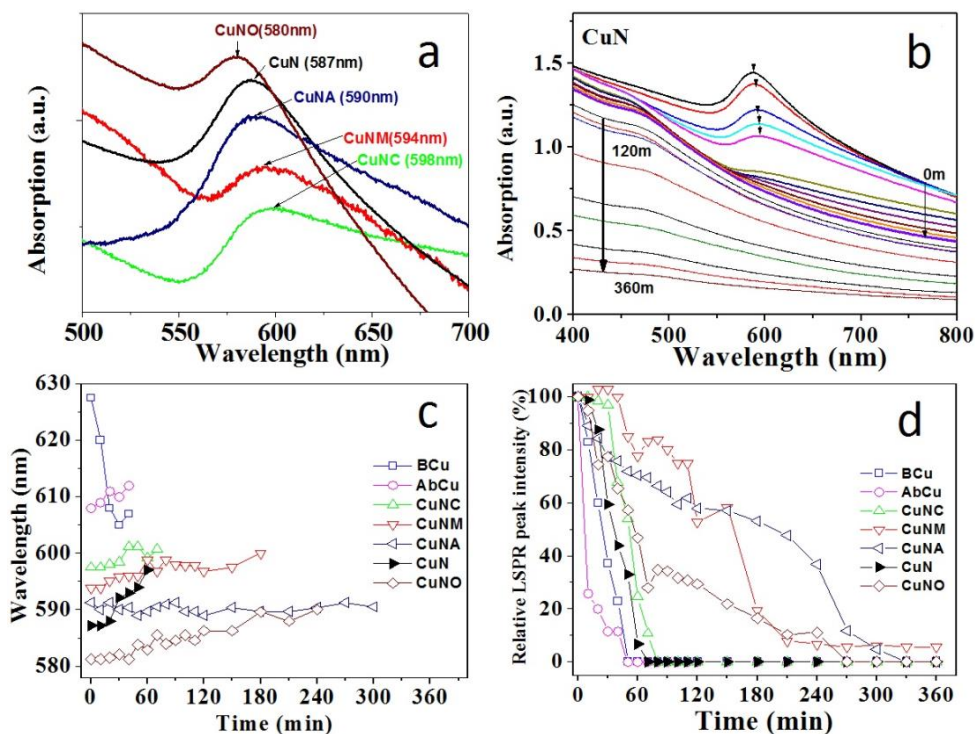 a
CuNO(580nm)
CuN (587nm)
CuNA (590nm)
CuNM(594nm)
CuNC (598nm)
Absorption (a.u.)
500 550 600 650 700
Wavelength (nm)
b
CuN
1.5
1.0
0.5
0.0
120m
0m
360m
Absorption (a.u.)
400 500 600 700 800
Wavelength (nm)
c
630
620
610
600
590
580
BCu
AbCu
CuNC
CuNM
CuNA
CuN
CuNO
Wavelength (nm)
0 60 120 180 240 300 360
Time (min)
d
100
80
60
40
20
0
BCu
AbCu
CuNC
CuNM
CuNA
CuN
CuNO
Relative LSPR peak intensity (%)
0 60 120 180 240 300 360
Time (min)